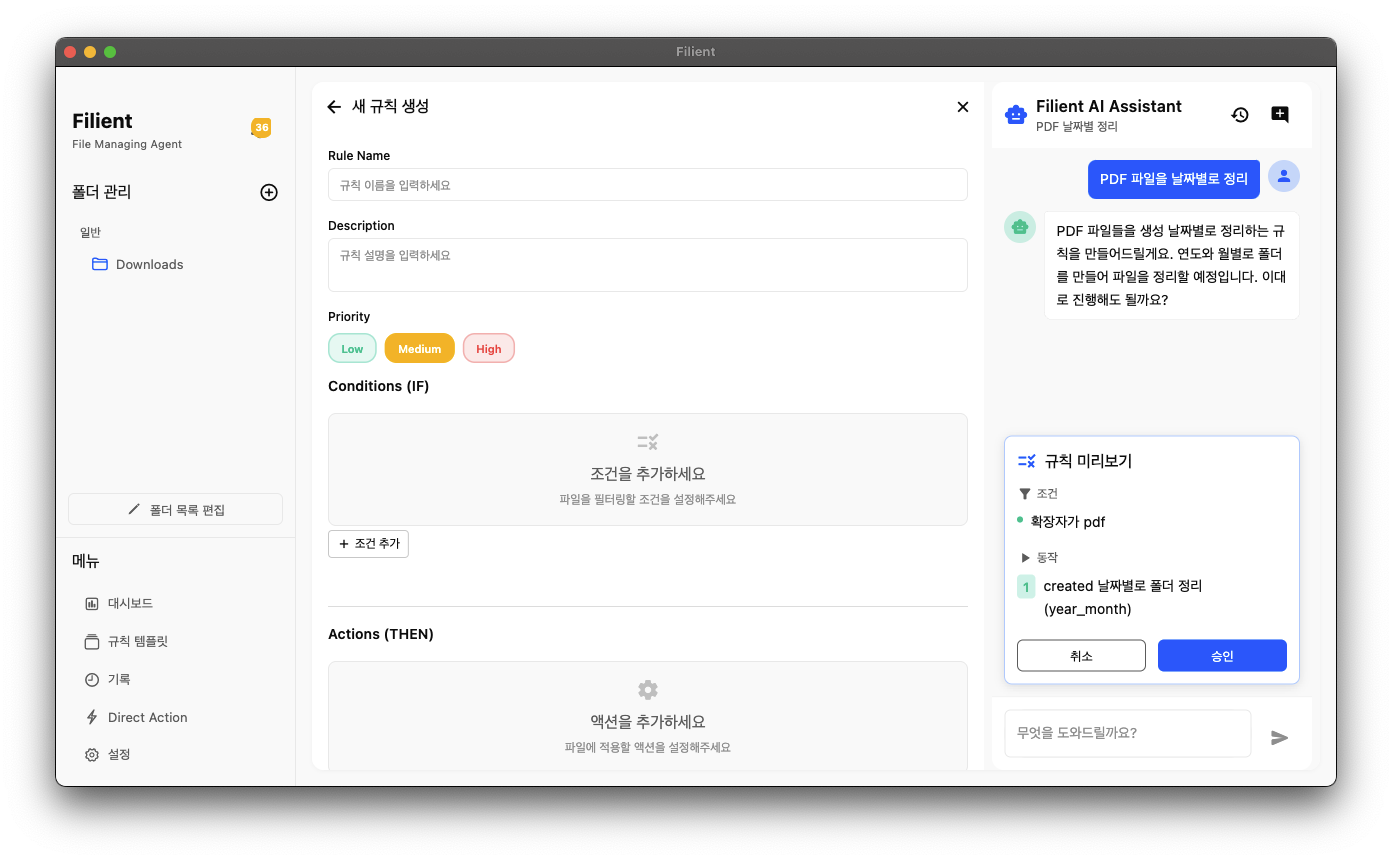 Filient
Filient
36
File Managing Agent
폴더 관리
일반
Downloads
폴더 목록 편집
메뉴
대시보드
규칙 템플릿
기록
Direct Action
설정
새 규칙 생성
Rule Name
규칙 이름을 입력하세요
Description
규칙 설명을 입력하세요
Priority
Low
Medium
High
Conditions (IF)
조건을 추가하세요
파일을 필터링할 조건을 설정해주세요
조건 추가
Actions (THEN)
액션을 추가하세요
파일에 적용할 액션을 설정해주세요
Filient AI Assistant
PDF 날짜별 정리
PDF 파일을 날짜별로 정리
PDF 파일들을 생성 날짜별로 정리하는 규
칙을 만들어드릴게요. 연도와 월별로 폴더
를 만들어 파일을 정리할 예정입니다. 이대
로 진행해도 될까요?
규칙 미리보기
조건
확장자가 pdf
동작
1 created 날짜별로 폴더 정리
(year_month)
취소
승인
무엇을 도와드릴까요?